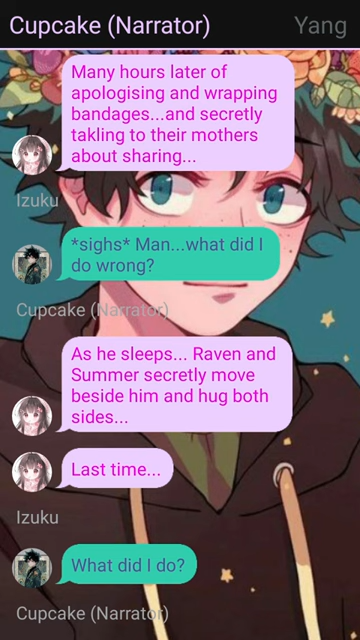 Cupcake (Narrator) Yang
Many hours later of
apologising and wrapping
bandages...and secretly
takling to their mothers
about sharing...
Izuku
*sighs* Man...what did I
do wrong?
Cupcake (Narrator)
As he sleeps... Raven and
Summer secretly move
beside him and hug both
sides...
Last time...
Izuku
What did I do?
Cupcake (Narrator)